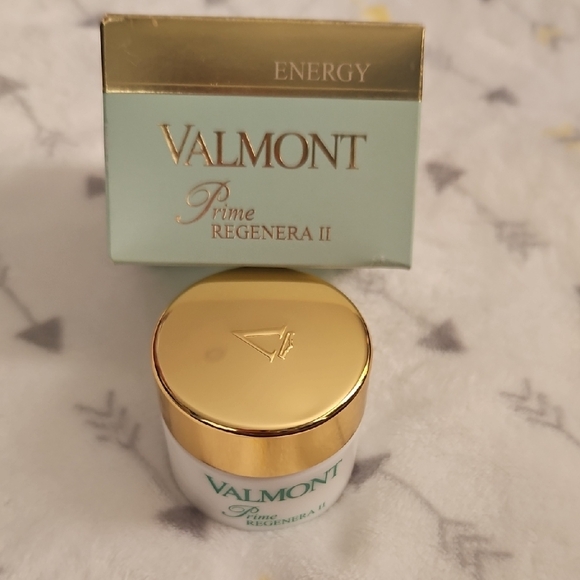 ENERGY
VALMONT
Prime
REGENERA II
VALMONT
Prime
REGENERA II